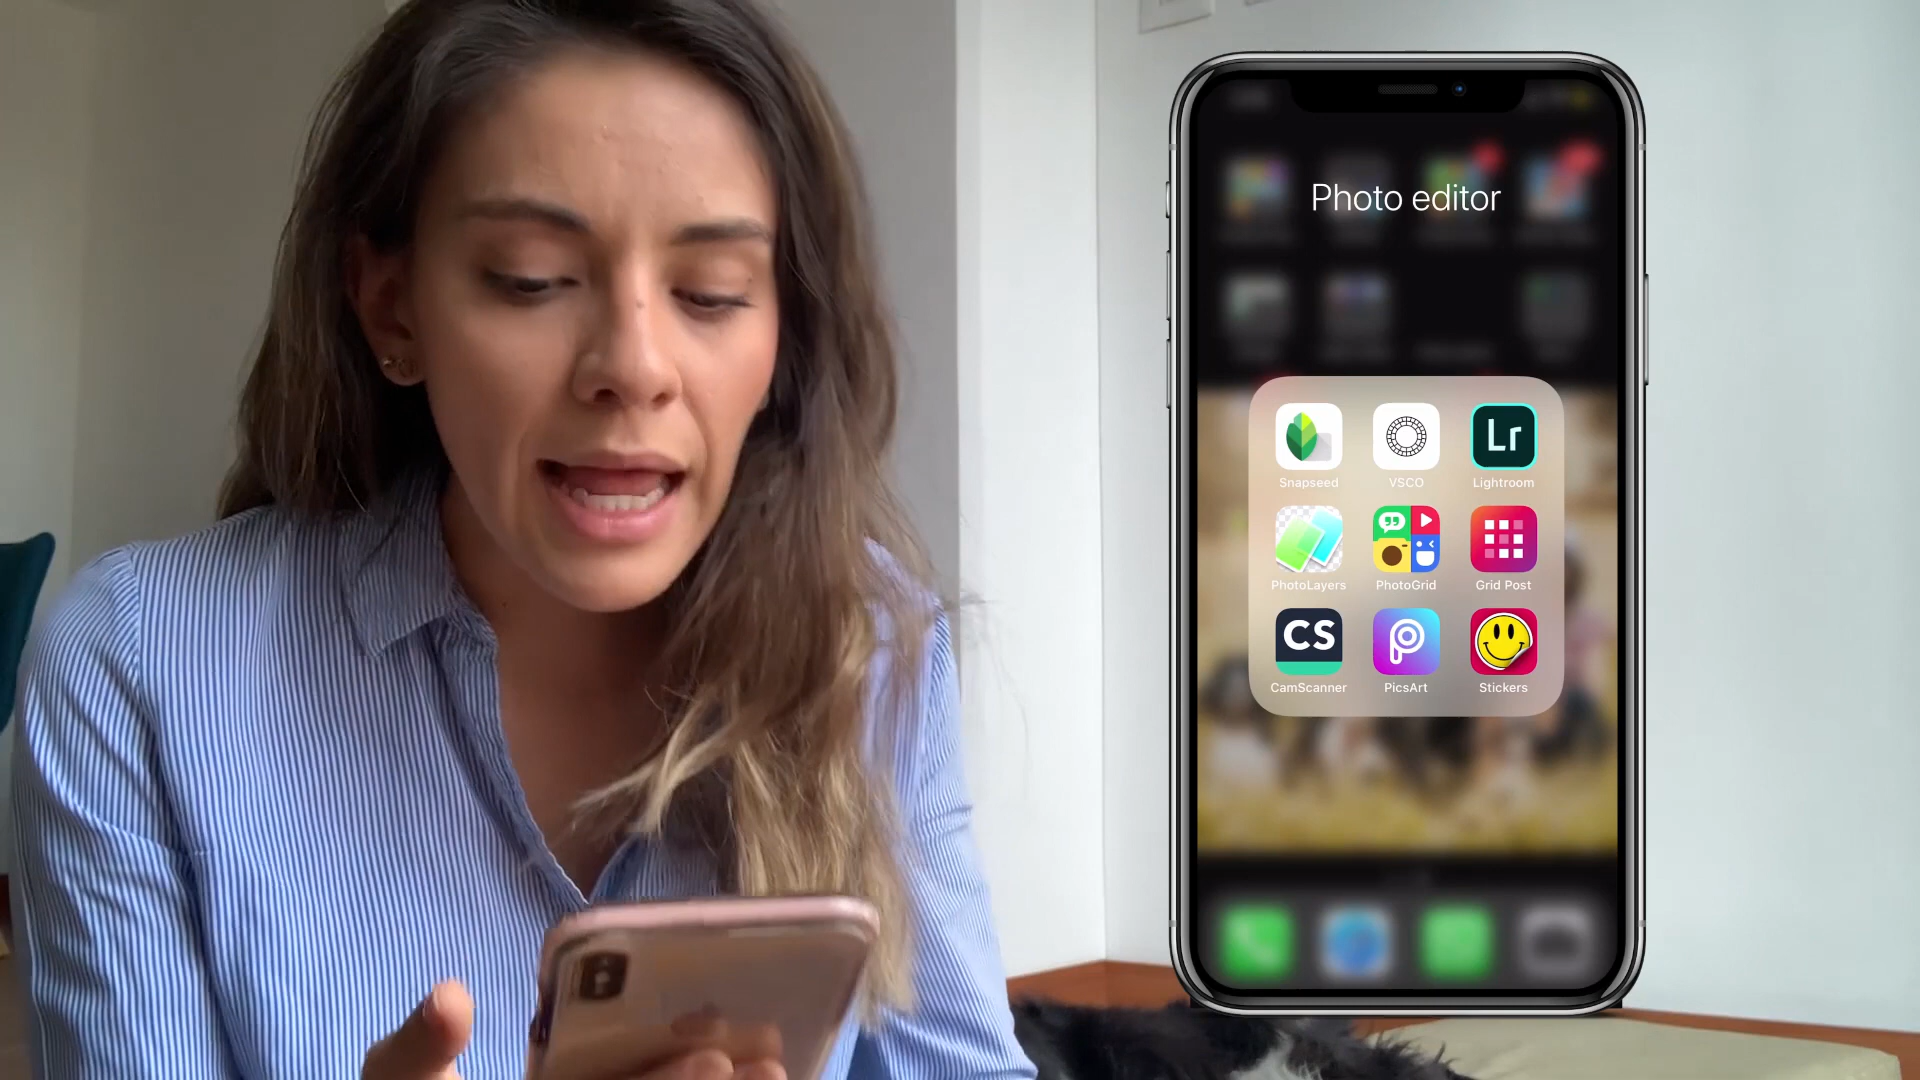 Photo editor
Lr
Snapseed VSCO Lightroom
PhotoLayers PhotoGrid Grid Post
CS
CamScanner PicsArt Stickers